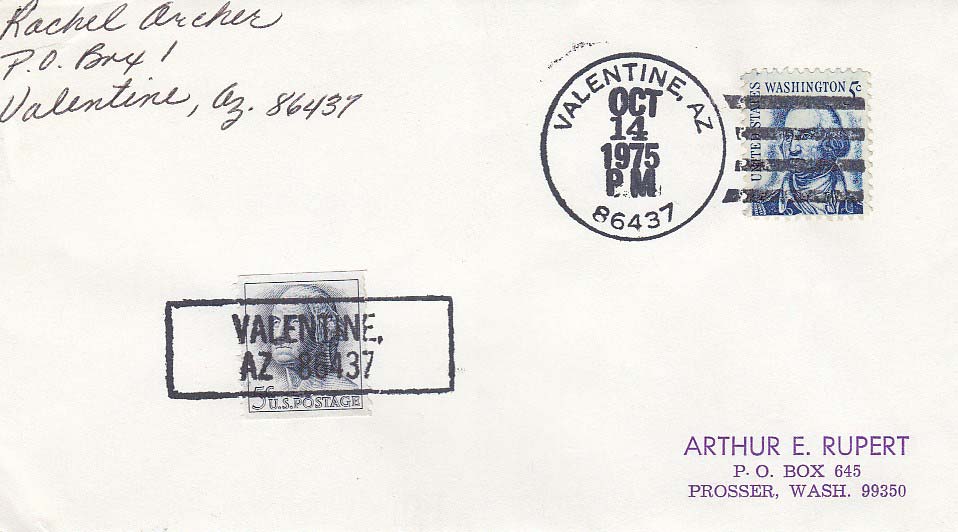 Rachel Archer
P.O. Box 1
Valentine, Az. 86437
VALENTINE, AZ
OCT
14
1975
PM
86437
UNITED STATES
WASHINGTON 5c
VALENTINE,
AZ 86437
5c U.S. POSTAGE
ARTHUR E. RUPERT
P. O. BOX 645
PROSSER, WASH. 99350